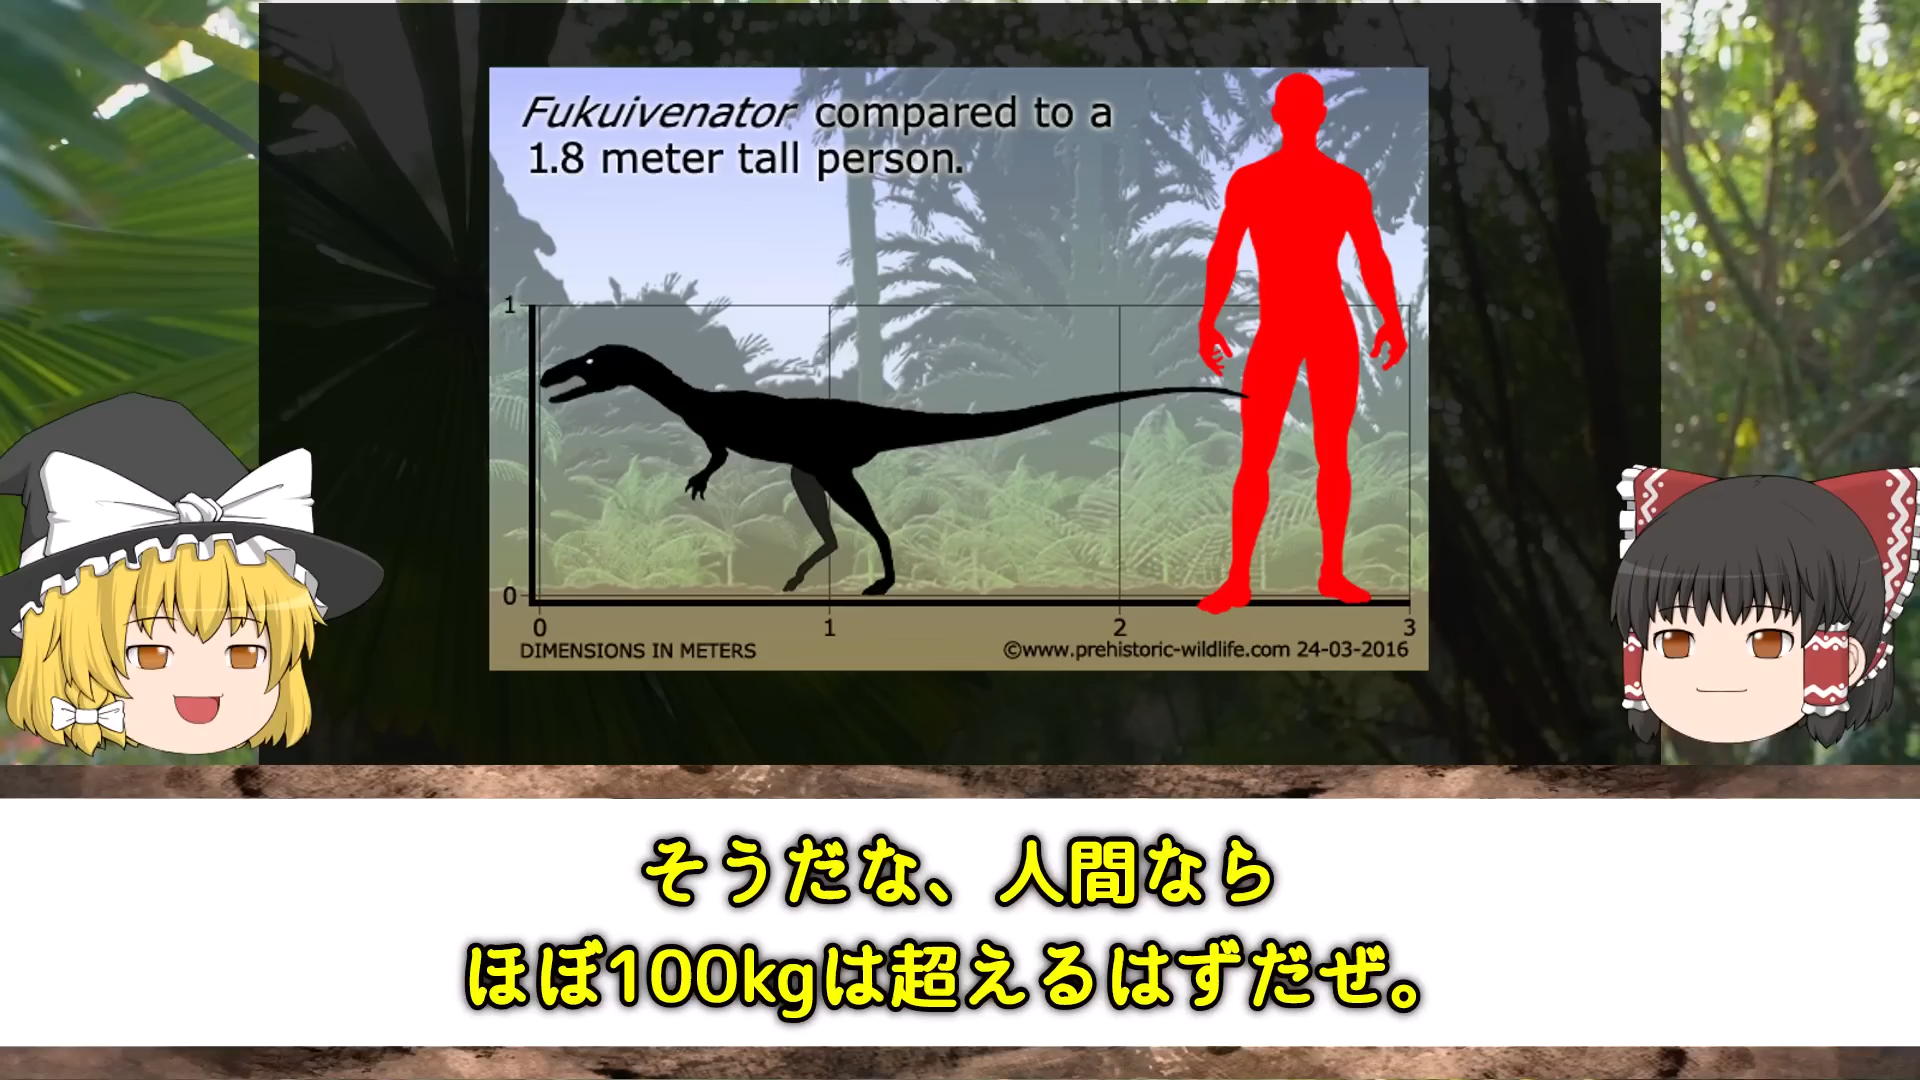 Fukuivenator compared to a
1.8 meter tall person.
1
0
0 1 2 3
DIMENSIONS IN METERS ©www.prehistoric-wildlife.com 24-03-2016
そうだな、人間なら
ほぼ100kgは超えるはずだぜ。